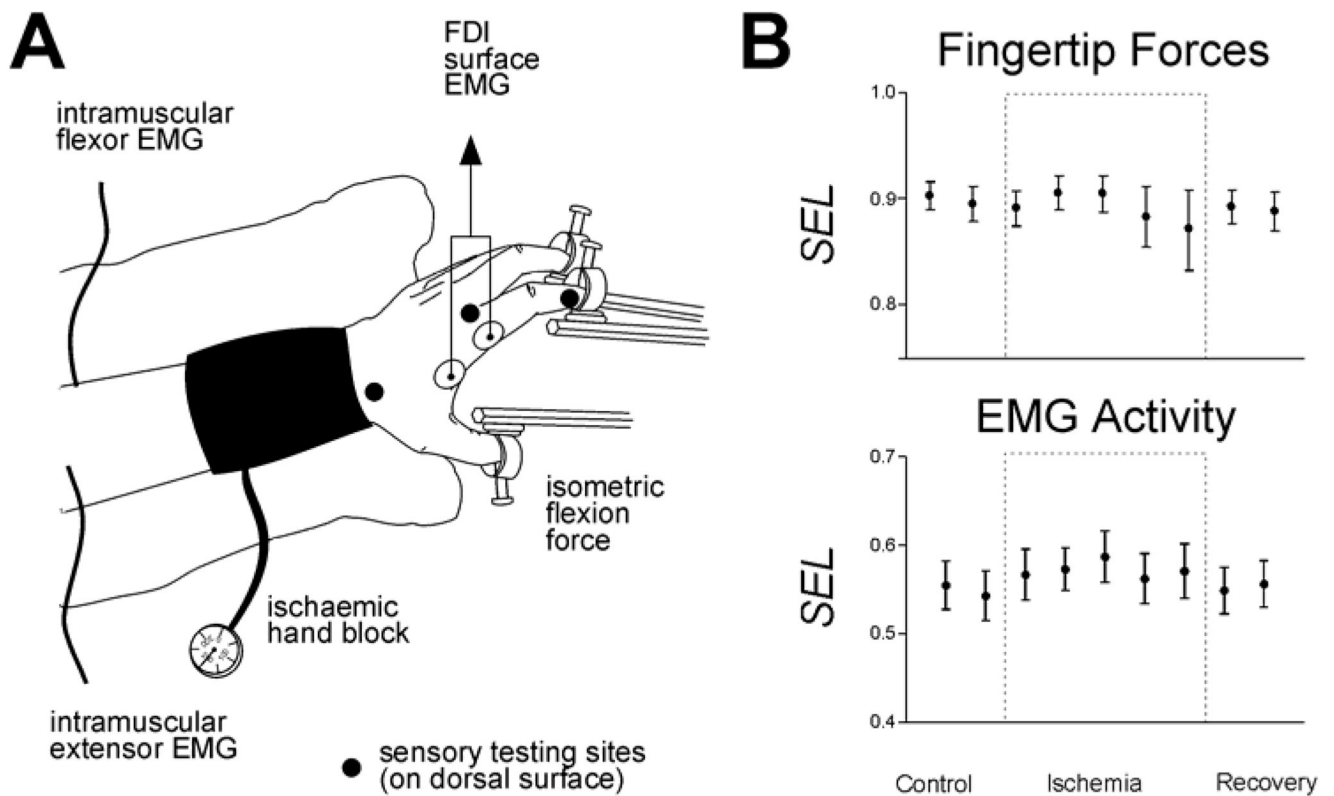 A
FDI
surface
EMG
intramuscular
flexor EMG
isometric
flexion
force
ischaemic
hand block
intramuscular
extensor EMG
sensory testing sites
(on dorsal surface)
B
Fingertip Forces
1.0
0.9
0.8
SEL
EMG Activity
0.7
0.6
0.5
0.4
SEL
Control
Ischemia
Recovery